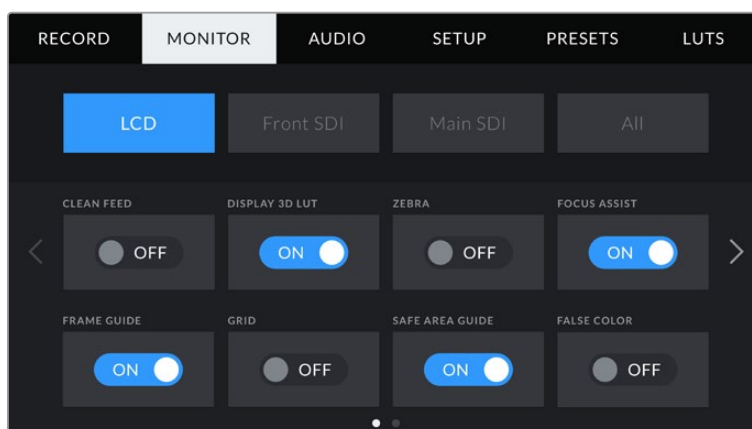 RECORD MONITOR AUDIO SETUP PRESETS LUTS
LCD Front SDI Main SDI All
CLEAN FEED DISPLAY 3D LUT ZEBRA FOCUS ASSIST
OFF ON OFF ON
FRAME GUIDE GRID SAFE AREA GUIDE FALSE COLOR
ON OFF ON OFF